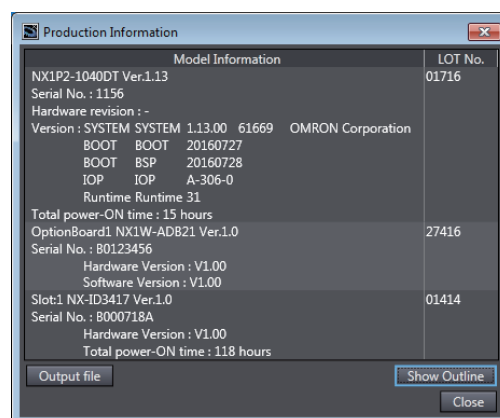 Production Information
Model Information LOT No.
NX1P2-1040DT Ver.1.13 01716
Serial No. : 1156
Hardware revision : -
Version : SYSTEM SYSTEM 1.13.00 61669 OMRON Corporation
BOOT BOOT 20160727
BOOT BSP 20160728
IOP IOP A-306-0
Runtime Runtime 31
Total power-ON time : 15 hours
OptionBoard1 NX1W-ADB21 Ver.1.0 27416
Serial No. : B0123456
Hardware Version : V1.00
Software Version : V1.00
Slot:1 NX-ID3417 Ver.1.0 01414
Serial No. : B000718A
Hardware Version : V1.00
Total power-ON time : 118 hours
Output file Show Outline
Close